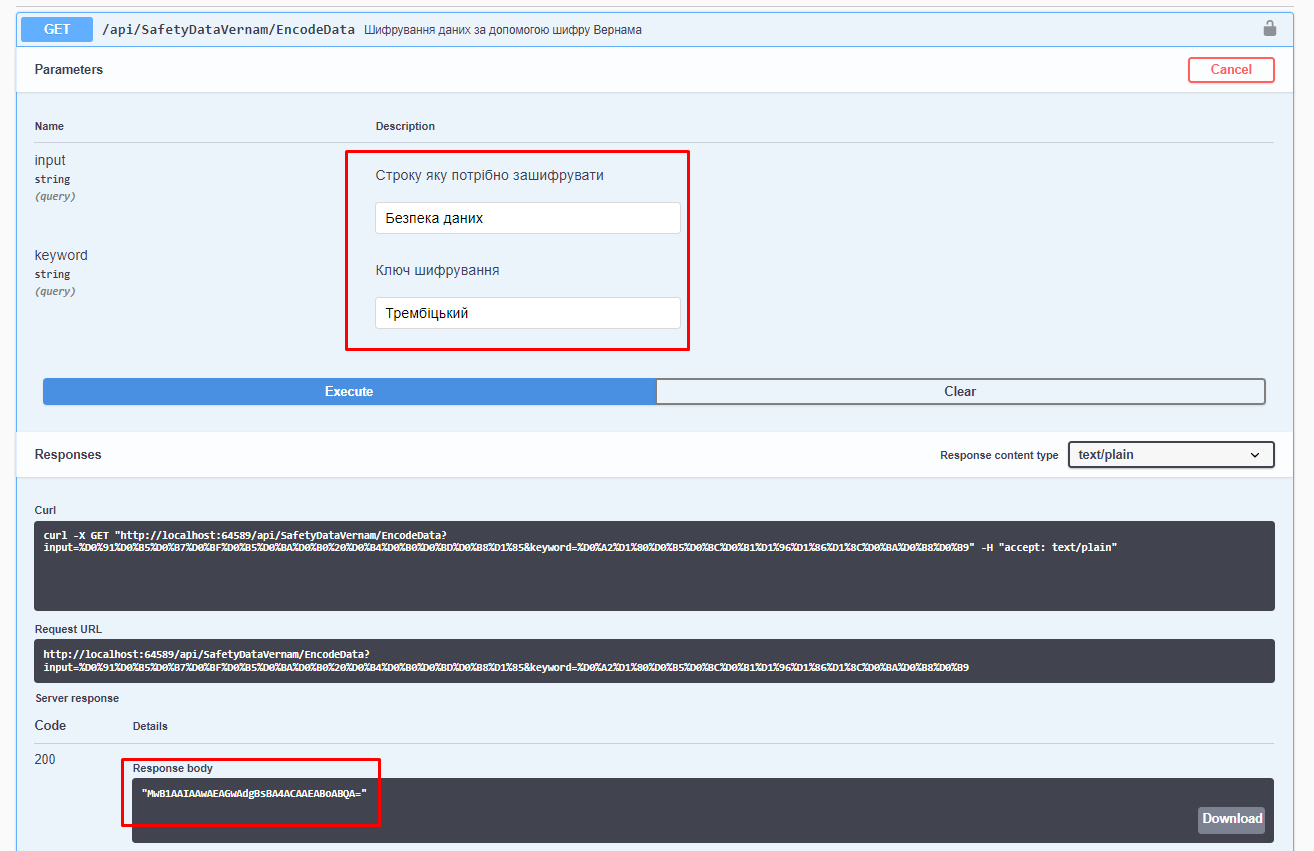 GET /api/SafetyDataVernam/EncodeData Шифрування даних за допомогою шифру Вернама
Parameters
Cancel
Name Description
input
string
(query)
Строку яку потрібно зашифрувати
Безпека даних
keyword
string
(query)
Ключ шифрування
Трембіцький
Execute Clear
Responses
Response content type text/plain
Curl
curl -X GET "http://localhost:64589/api/SafetyDataVernam/EncodeData?
input=%D0%91%D0%B5%D0%B7%D0%BF%D0%B5%D0%BA%D0%B0%20%D0%B4%D0%B0%D0%BD%D0%B8%D1%85&keyword=%D0%A2%D1%80%D0%B5%D0%BC%D0%B1%D1%96%D1%86%D1%8C%D0%BA%D0%B8%D0%B9" -H "accept: text/plain"
Request URL
http://localhost:64589/api/SafetyDataVernam/EncodeData?
input=%D0%91%D0%B5%D0%B7%D0%BF%D0%B5%D0%BA%D0%B0%20%D0%B4%D0%B0%D0%BD%D0%B8%D1%85&keyword=%D0%A2%D1%80%D0%B5%D0%BC%D0%B1%D1%96%D1%86%D1%8C%D0%BA%D0%B8%D0%B9
Server response
Code Details
200
Response body
"MwB1AAIAAwAEAGwAdgBsBA4ACAAEABoABQA="
Download